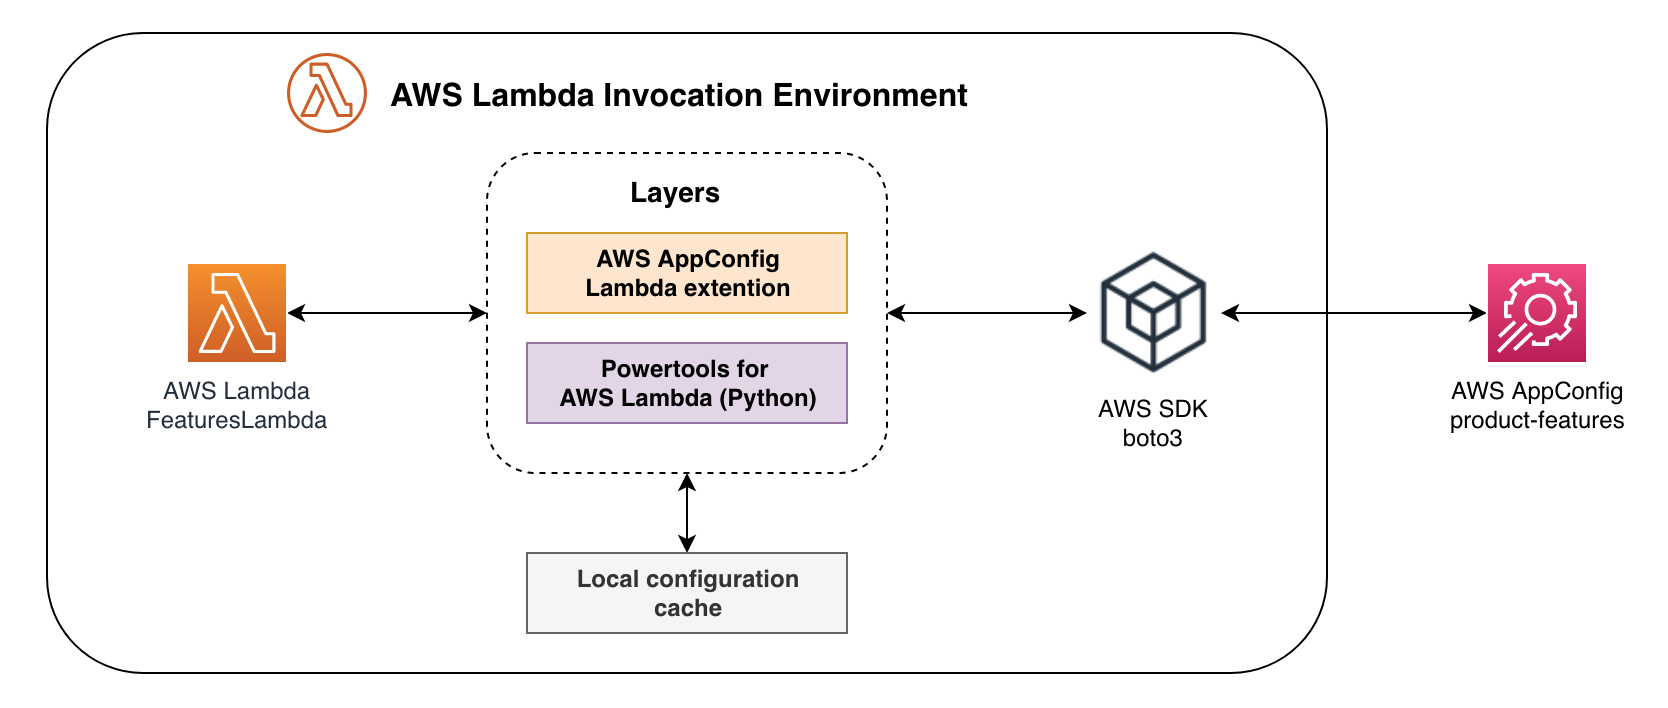 AWS Lambda Invocation Environment
Layers
AWS AppConfig
Lambda extention
Powertools for
AWS Lambda (Python)
AWS Lambda
FeaturesLambda
AWS SDK
boto3
AWS AppConfig
product-features
Local configuration
cache